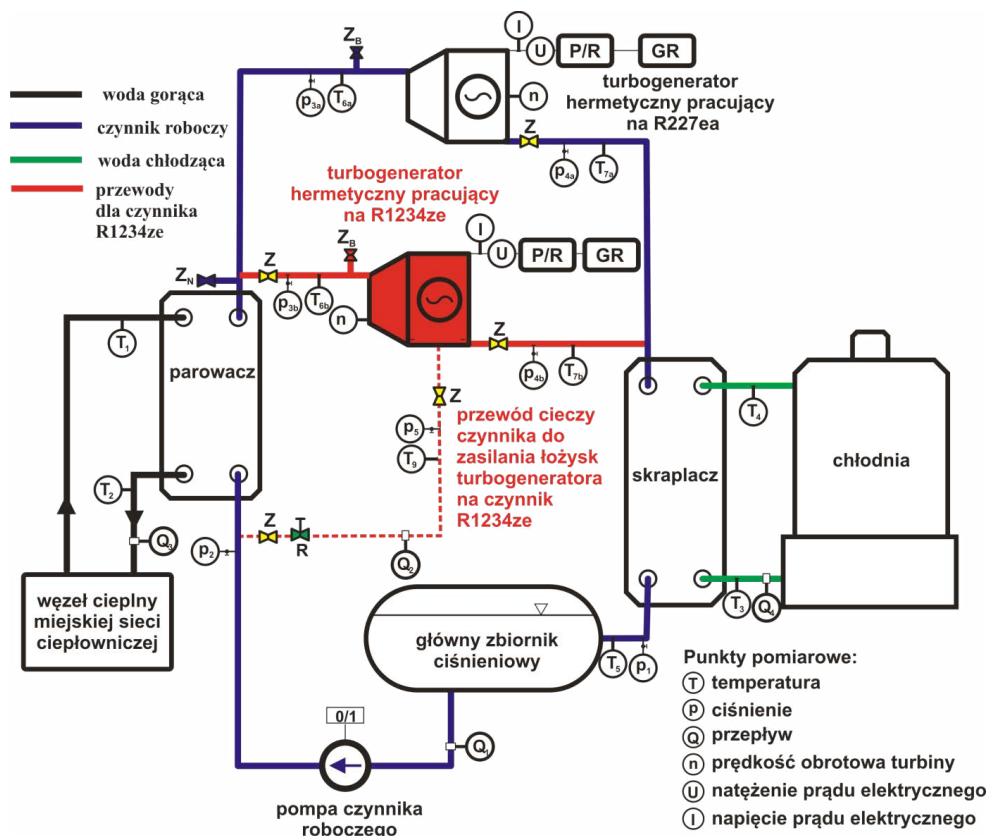 woda gorąca
czynnik roboczy
woda chłodząca
przewody
dla czynnika
R1234ze
Z_B
p_3a
T_6a
I
U
P/R
GR
n
turbogenerator
hermetyczny pracujący
na R227ea
Z
p_4a
T_7a
turbogenerator
hermetyczny pracujący
na R1234ze
Z_B
I
U
P/R
GR
Z_N
Z
p_3b
T_6b
n
Z
p_4b
T_7b
T_1
parowacz
T_2
Q_3
węzeł cieplny
miejskiej sieci
ciepłowniczej
Z
p_5
T_9
przewód cieczy
czynnika do
zasilania łożysk
turbogeneratora
na czynnik
R1234ze
p_2
Z
T
R
Q_2
skraplacz
T_4
chłodnia
T_3
Q_4
główny zbiornik
ciśnieniowy
T_5
p_1
0/1
Q_1
pompa czynnika
roboczego
Punkty pomiarowe:
T temperatura
p ciśnienie
Q przepływ
n prędkość obrotowa turbiny
U natężenie prądu elektrycznego
I napięcie prądu elektrycznego